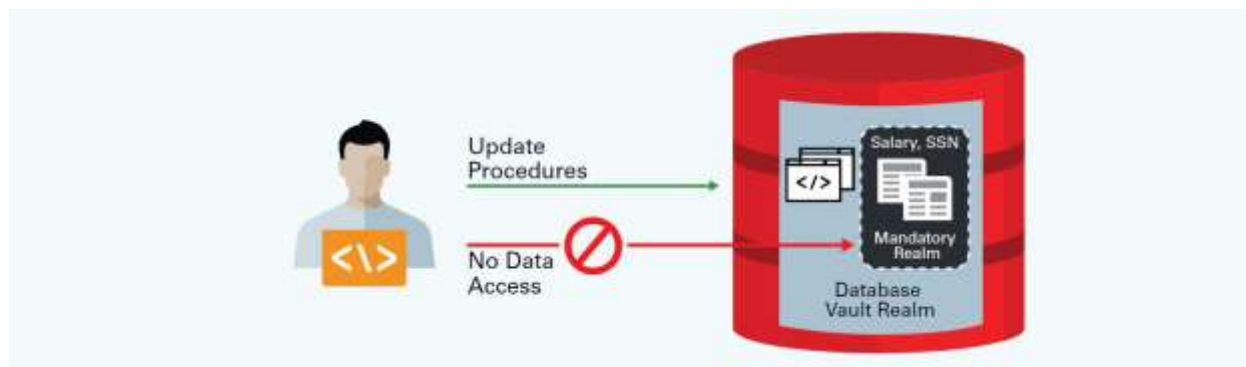 Update
Procedures
No Data
Access
<\>
</>
Salary, SSN
Mandatory
Realm
Database
Vault Realm